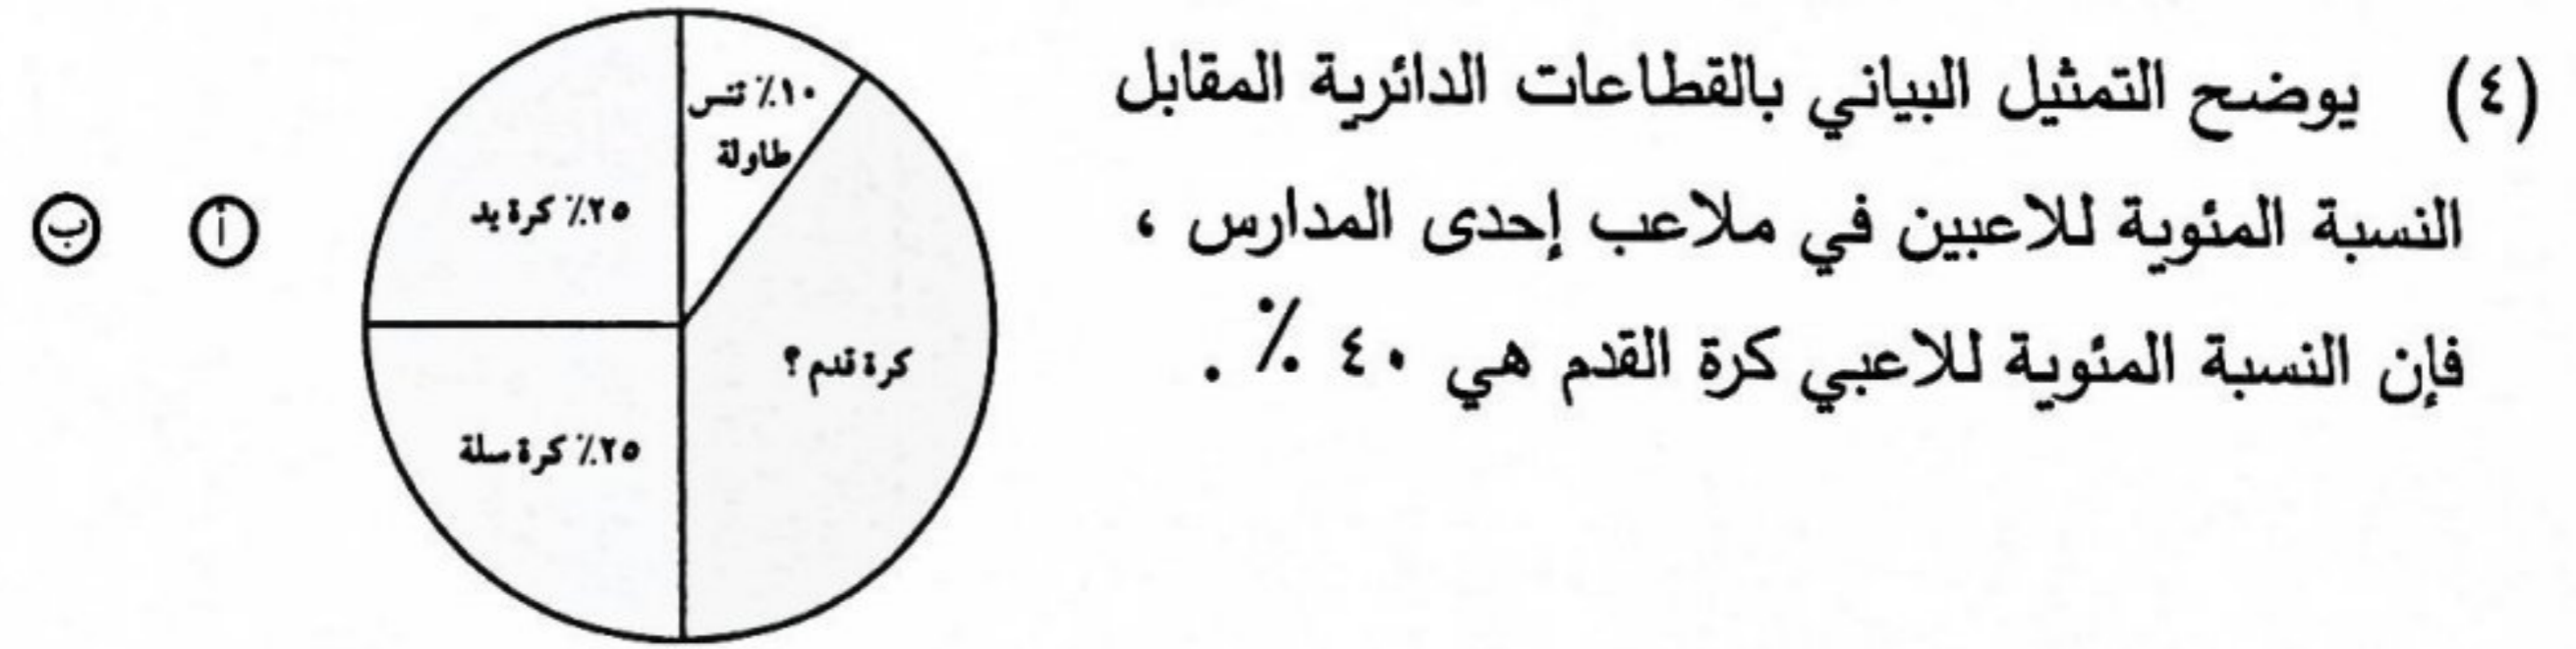 (٤) يوضح التمثيل البياني بالقطاعات الدائرية المقابل
النسبة المئوية للاعبين في ملاعب إحدى المدارس ،
فإن النسبة المئوية للاعبي كرة القدم هي ٤٠ ٪ .
١٠٪ تنس
طاولة
٢٥٪ كرة يد
كرة قدم ؟
٢٥٪ كرة سلة
أ ب